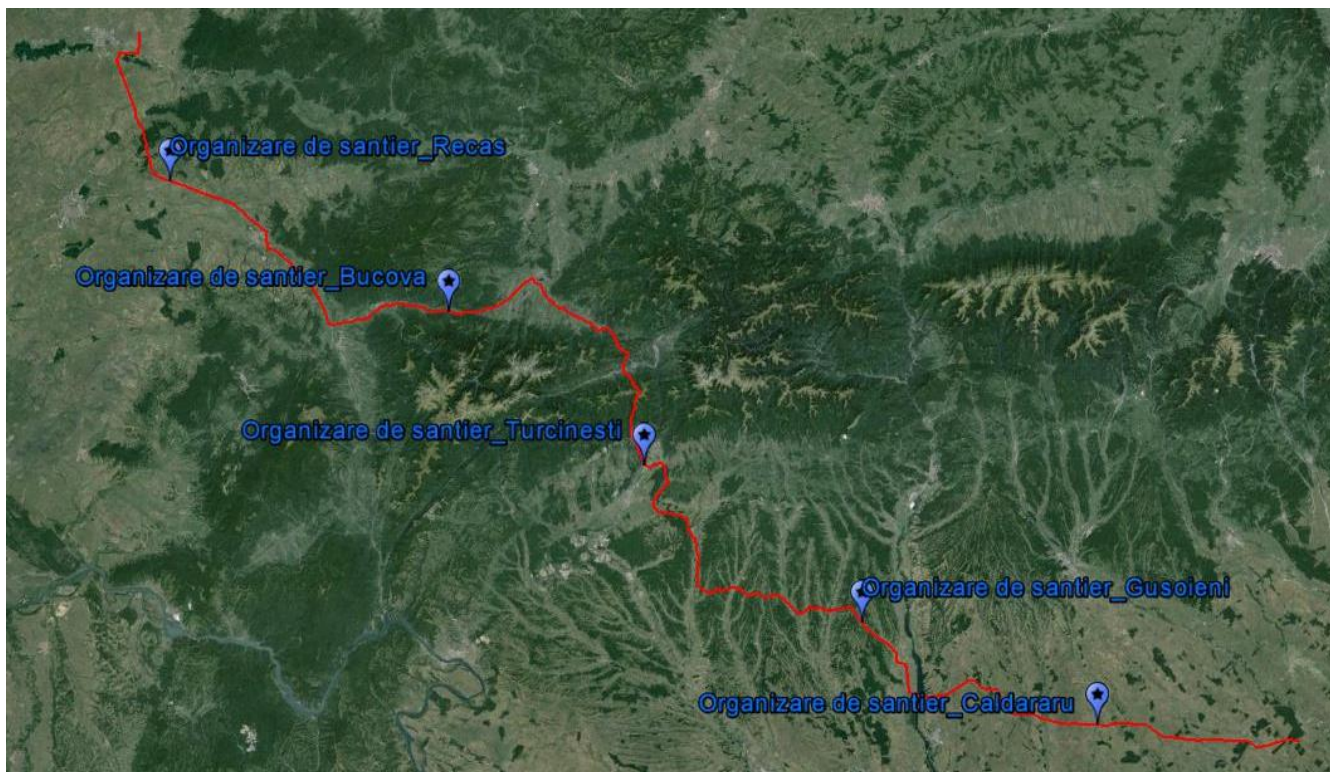 Organizare de santier_Recas
Organizare de santier_Bucova
Organizare de santier_Turcinesti
Organizare de santier_Gusoieni
Organizare de santier_Caldararu